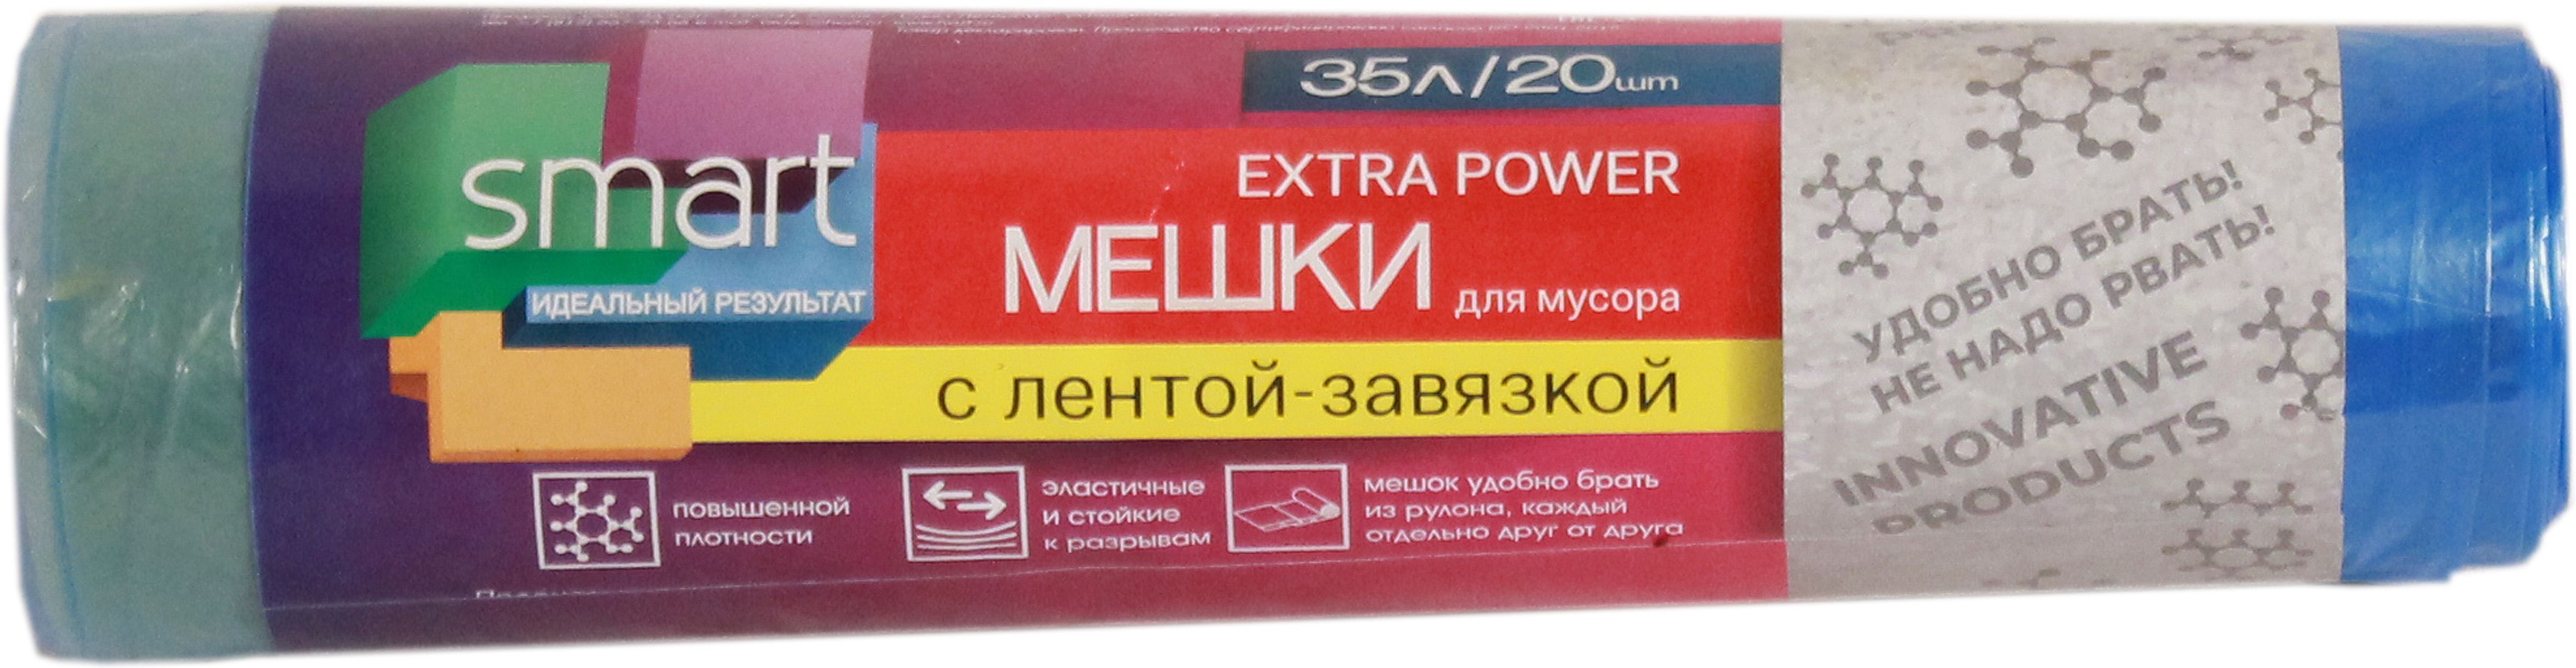 35л/20шт
smart
ИДЕАЛЬНЫЙ РЕЗУЛЬТАТ
EXTRA POWER
МЕШКИ для мусора
с лентой-завязкой
повышенной
плотности
эластичные
и стойкие
к разрывам
мешок удобно брать
из рулона, каждый
отдельно друг от друга
УДОБНО БРАТЬ!
НЕ НАДО РВАТЬ!
INNOVATIVE
PRODUCTS